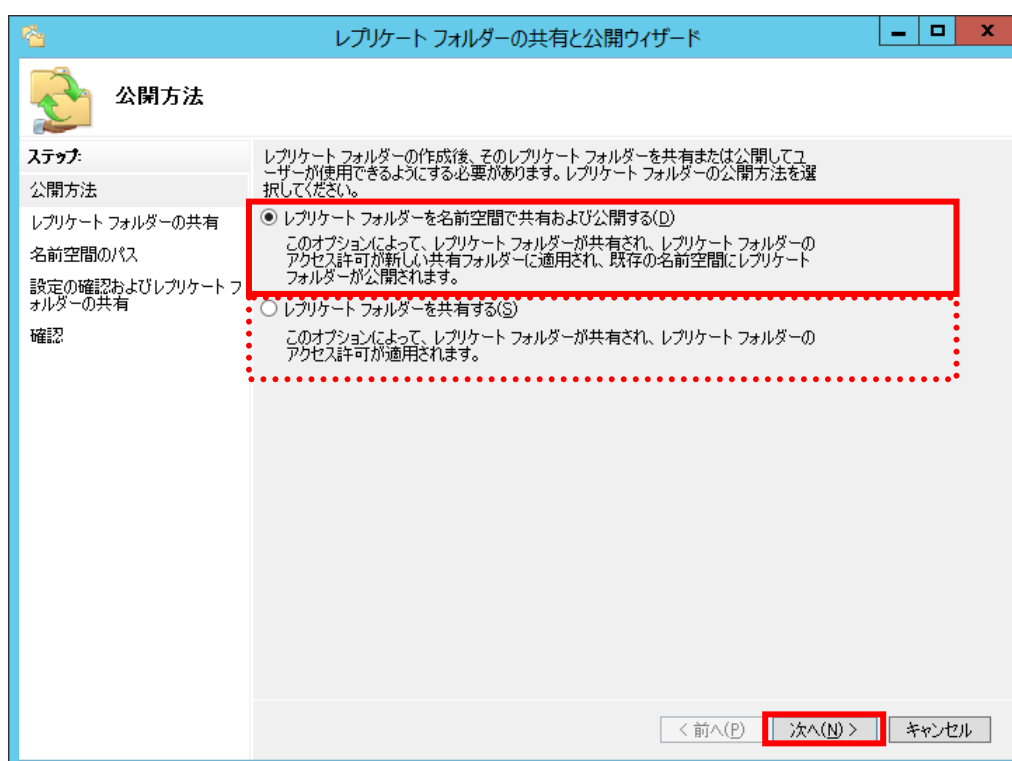 レプリケート フォルダーの共有と公開ウィザード
公開方法
ステップ:
公開方法
レプリケート フォルダーの共有
名前空間のパス
設定の確認およびレプリケート フ
ォルダーの共有
確認
レプリケート フォルダーの作成後、そのレプリケート フォルダーを共有または公開してユ
ーザーが使用できるようにする必要があります。レプリケート フォルダーの公開方法を選
択してください。
レプリケート フォルダーを名前空間で共有および公開する(D)
このオプションによって、レプリケート フォルダーが共有され、レプリケート フォルダーの
アクセス許可が新しい共有フォルダーに適用され、既存の名前空間にレプリケート
フォルダーが公開されます。
レプリケート フォルダーを共有する(S)
このオプションによって、レプリケート フォルダーが共有され、レプリケート フォルダーの
アクセス許可が適用されます。
< 前へ(P)
次へ(N) >
キャンセル